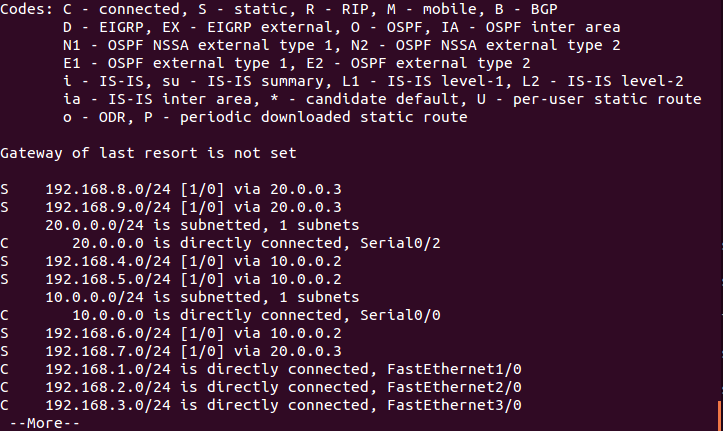 Codes: C - connected, S - static, R - RIP, M - mobile, B - BGP
       D - EIGRP, EX - EIGRP external, O - OSPF, IA - OSPF inter area
       N1 - OSPF NSSA external type 1, N2 - OSPF NSSA external type 2
       E1 - OSPF external type 1, E2 - OSPF external type 2
       i - IS-IS, su - IS-IS summary, L1 - IS-IS level-1, L2 - IS-IS level-2
       ia - IS-IS inter area, * - candidate default, U - per-user static route
       o - ODR, P - periodic downloaded static route

Gateway of last resort is not set

S    192.168.8.0/24 [1/0] via 20.0.0.3
S    192.168.9.0/24 [1/0] via 20.0.0.3
     20.0.0.0/24 is subnetted, 1 subnets
C       20.0.0.0 is directly connected, Serial0/2
S    192.168.4.0/24 [1/0] via 10.0.0.2
S    192.168.5.0/24 [1/0] via 10.0.0.2
     10.0.0.0/24 is subnetted, 1 subnets
C       10.0.0.0 is directly connected, Serial0/0
S    192.168.6.0/24 [1/0] via 10.0.0.2
S    192.168.7.0/24 [1/0] via 20.0.0.3
C    192.168.1.0/24 is directly connected, FastEthernet1/0
C    192.168.2.0/24 is directly connected, FastEthernet2/0
C    192.168.3.0/24 is directly connected, FastEthernet3/0
 --More--